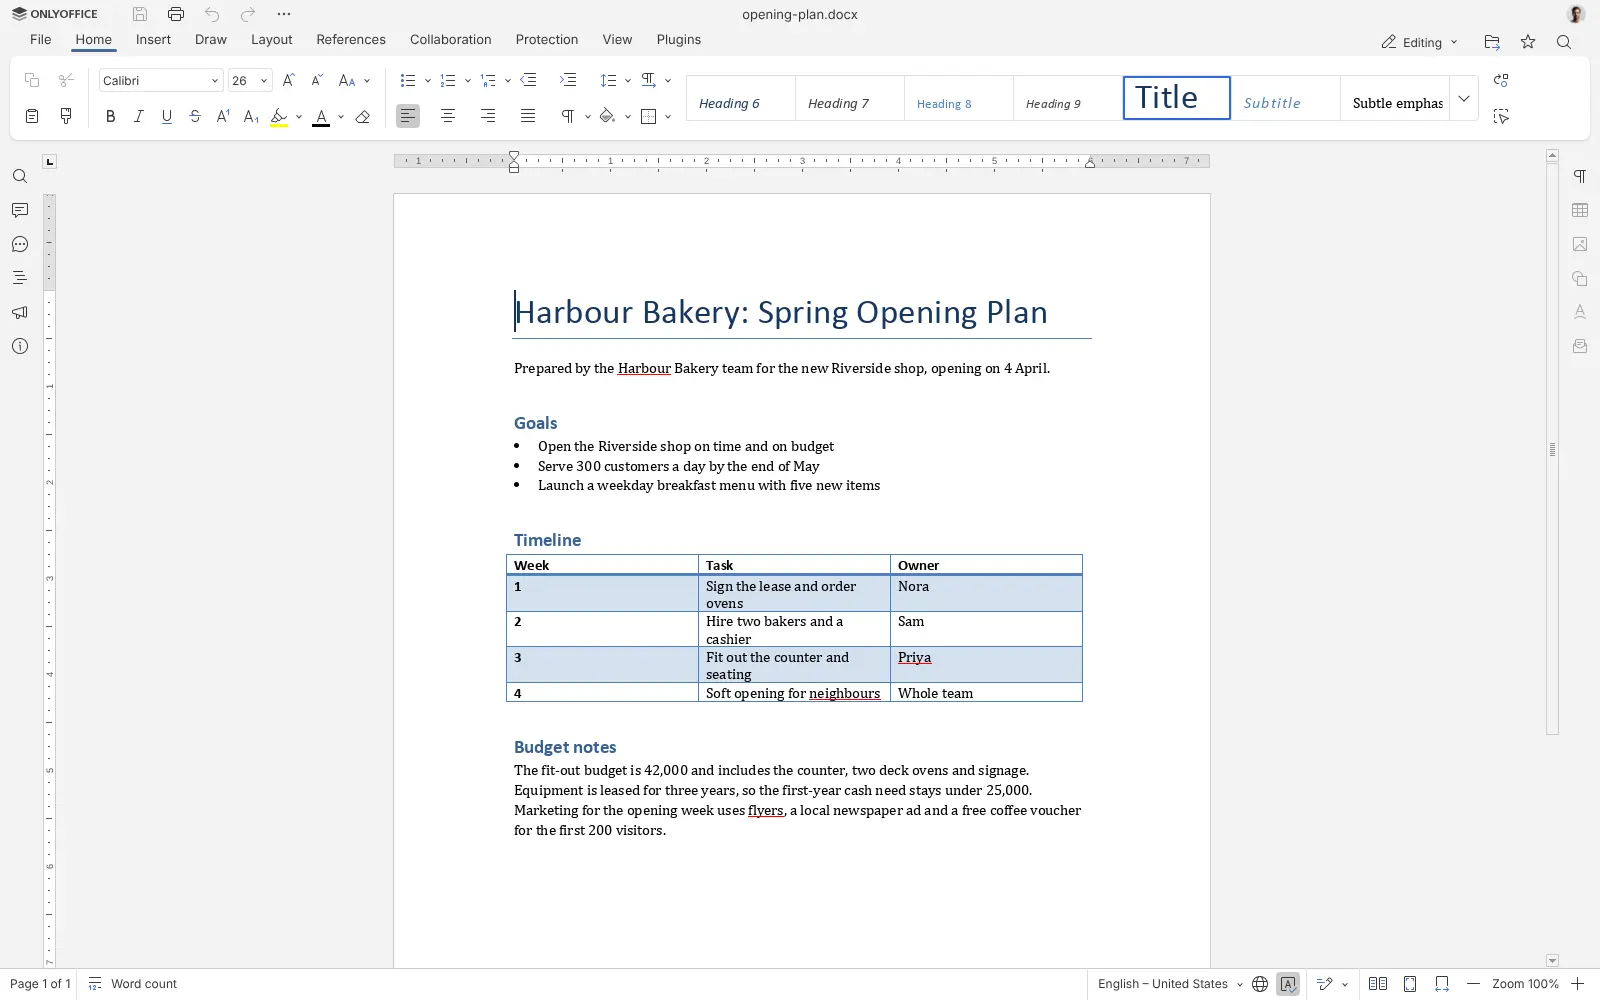 ONLYOFFICE
opening-plan.docx
File Home Insert Draw Layout References Collaboration Protection View Plugins
Editing
Calibri 26
Heading 6 Heading 7 Heading 8 Heading 9 Title Subtitle Subtle emphas
1 1 2 3 4 5 6 7
Harbour Bakery: Spring Opening Plan
Prepared by the Harbour Bakery team for the new Riverside shop, opening on 4 April.
Goals
• Open the Riverside shop on time and on budget
• Serve 300 customers a day by the end of May
• Launch a weekday breakfast menu with five new items
Timeline
Week Task Owner
1 Sign the lease and order ovens Nora
2 Hire two bakers and a cashier Sam
3 Fit out the counter and seating Priya
4 Soft opening for neighbours Whole team
Budget notes
The fit-out budget is 42,000 and includes the counter, two deck ovens and signage.
Equipment is leased for three years, so the first-year cash need stays under 25,000.
Marketing for the opening week uses flyers, a local newspaper ad and a free coffee voucher
for the first 200 visitors.
Page 1 of 1 Word count English – United States Zoom 100%